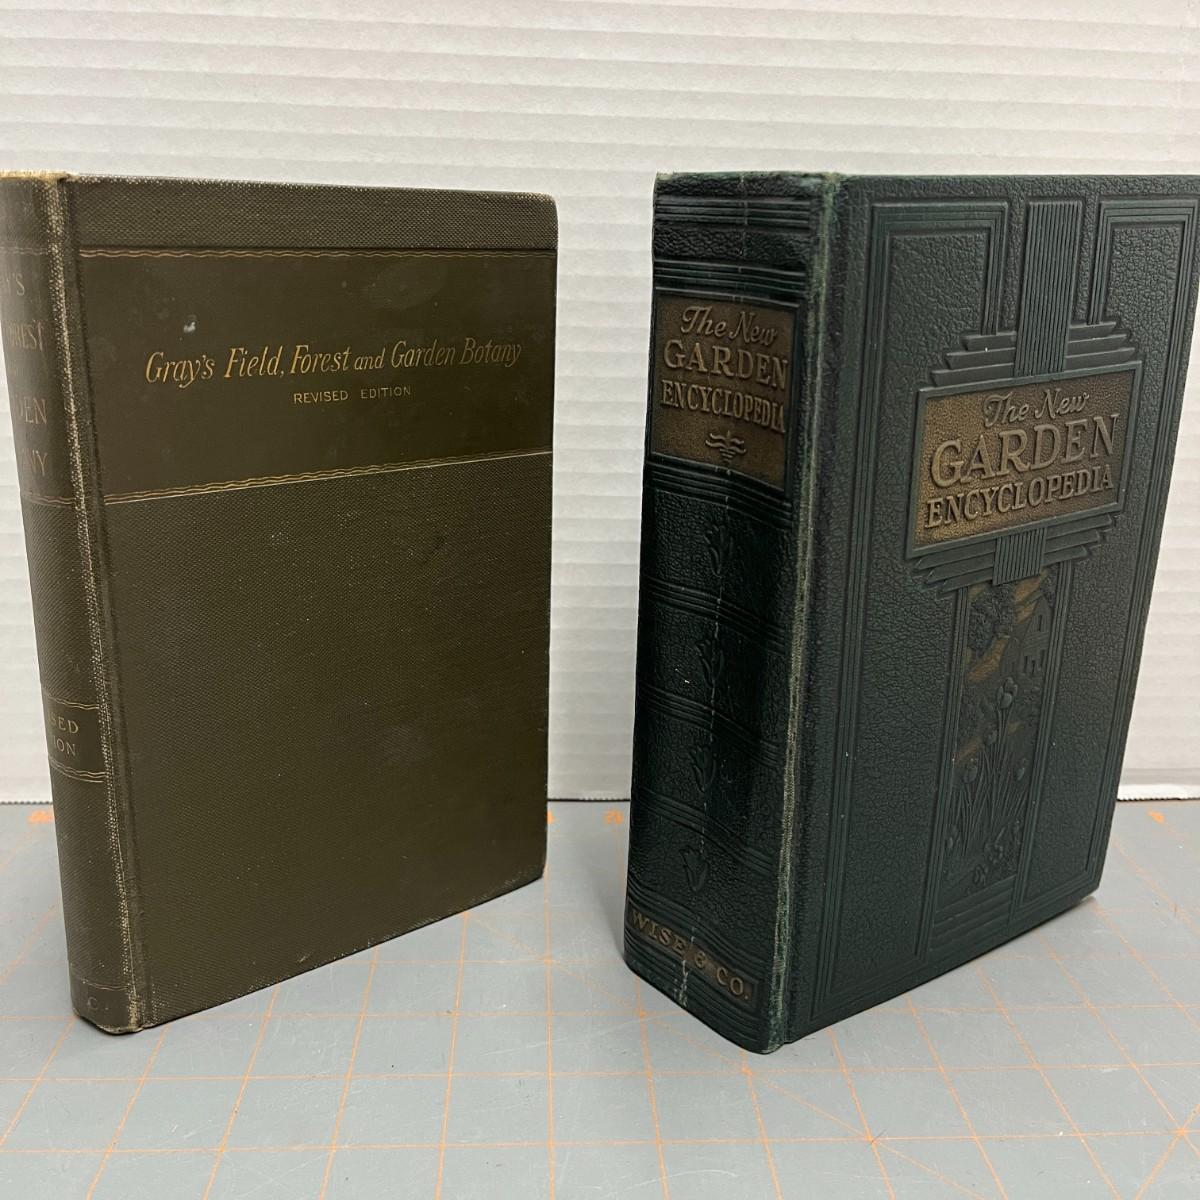 Gray's Field, Forest and Garden Botany
REVISED EDITION
The New
GARDEN
ENCYCLOPEDIA
WISE & CO.
The New
GARDEN
ENCYCLOPEDIA